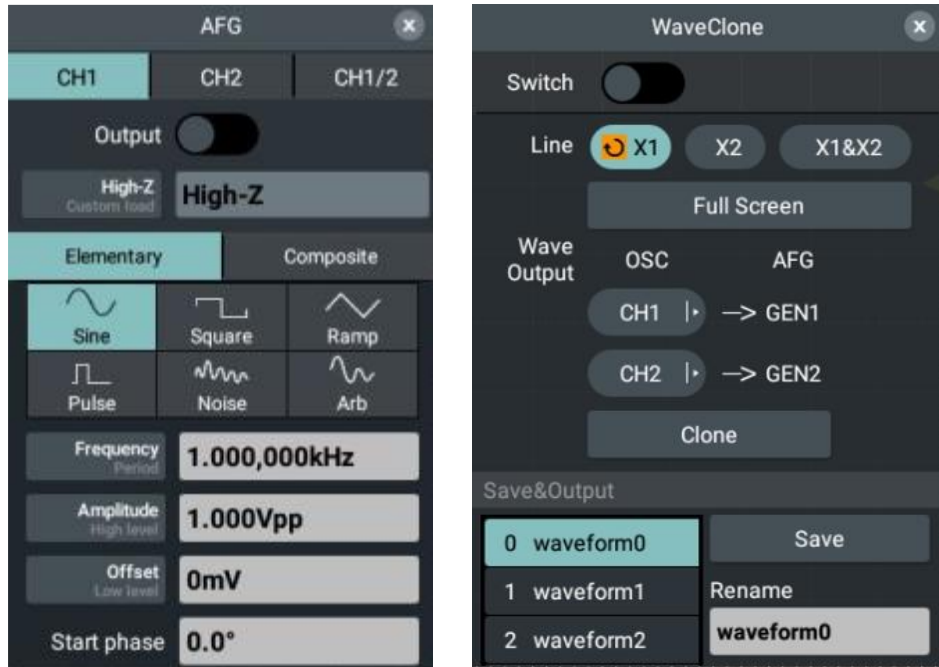 AFG
CH1 CH2 CH1/2
Output
High-Z
Custom load
High-Z
Elementary Composite
Sine Square Ramp
Pulse Noise Arb
Frequency
Period
1.000,000kHz
Amplitude
High level
1.000Vpp
Offset
Low level
0mV
Start phase 0.0°
WaveClone
Switch
Line X1 X2 X1&X2
Full Screen
Wave
Output
OSC AFG
CH1 —> GEN1
CH2 —> GEN2
Clone
Save&Output
0 waveform0
1 waveform1
2 waveform2
Save
Rename
waveform0